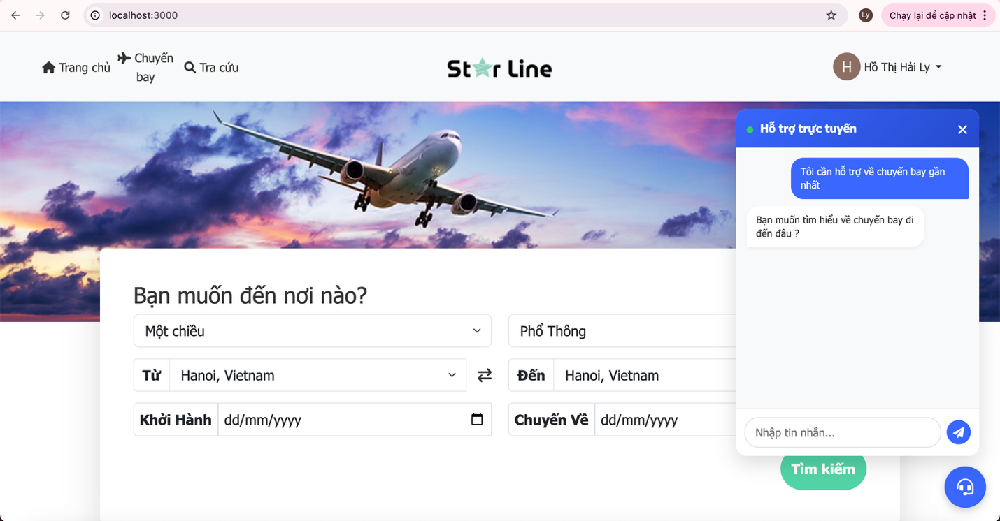 localhost:3000
Ly
Chạy lại để cập nhật
Trang chủ
Chuyến
bay
Tra cứu
Star Line
H
Hồ Thị Hải Ly
Hỗ trợ trực tuyến
Tôi cần hỗ trợ về chuyến bay gần
nhất
Bạn muốn tìm hiểu về chuyến bay đi
đến đâu ?
Bạn muốn đến nơi nào?
Một chiều
Phổ Thông
Từ
Hanoi, Vietnam
Đến
Hanoi, Vietnam
Khởi Hành
dd/mm/yyyy
Chuyến Về
dd/mm/yyyy
Nhập tin nhắn...
Tìm kiếm